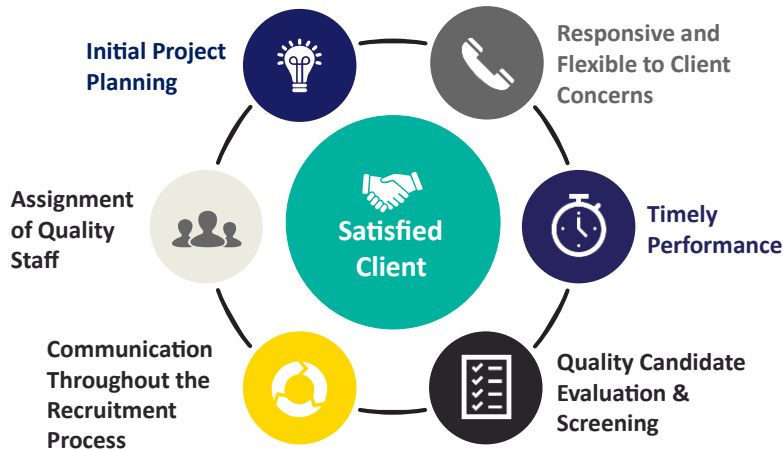 Initial Project
Planning
Responsive and
Flexible to Client
Concerns
Assignment
of Quality
Staff
Satisfied
Client
Timely
Performance
Communication
Throughout the
Recruitment
Process
Quality Candidate
Evaluation &
Screening